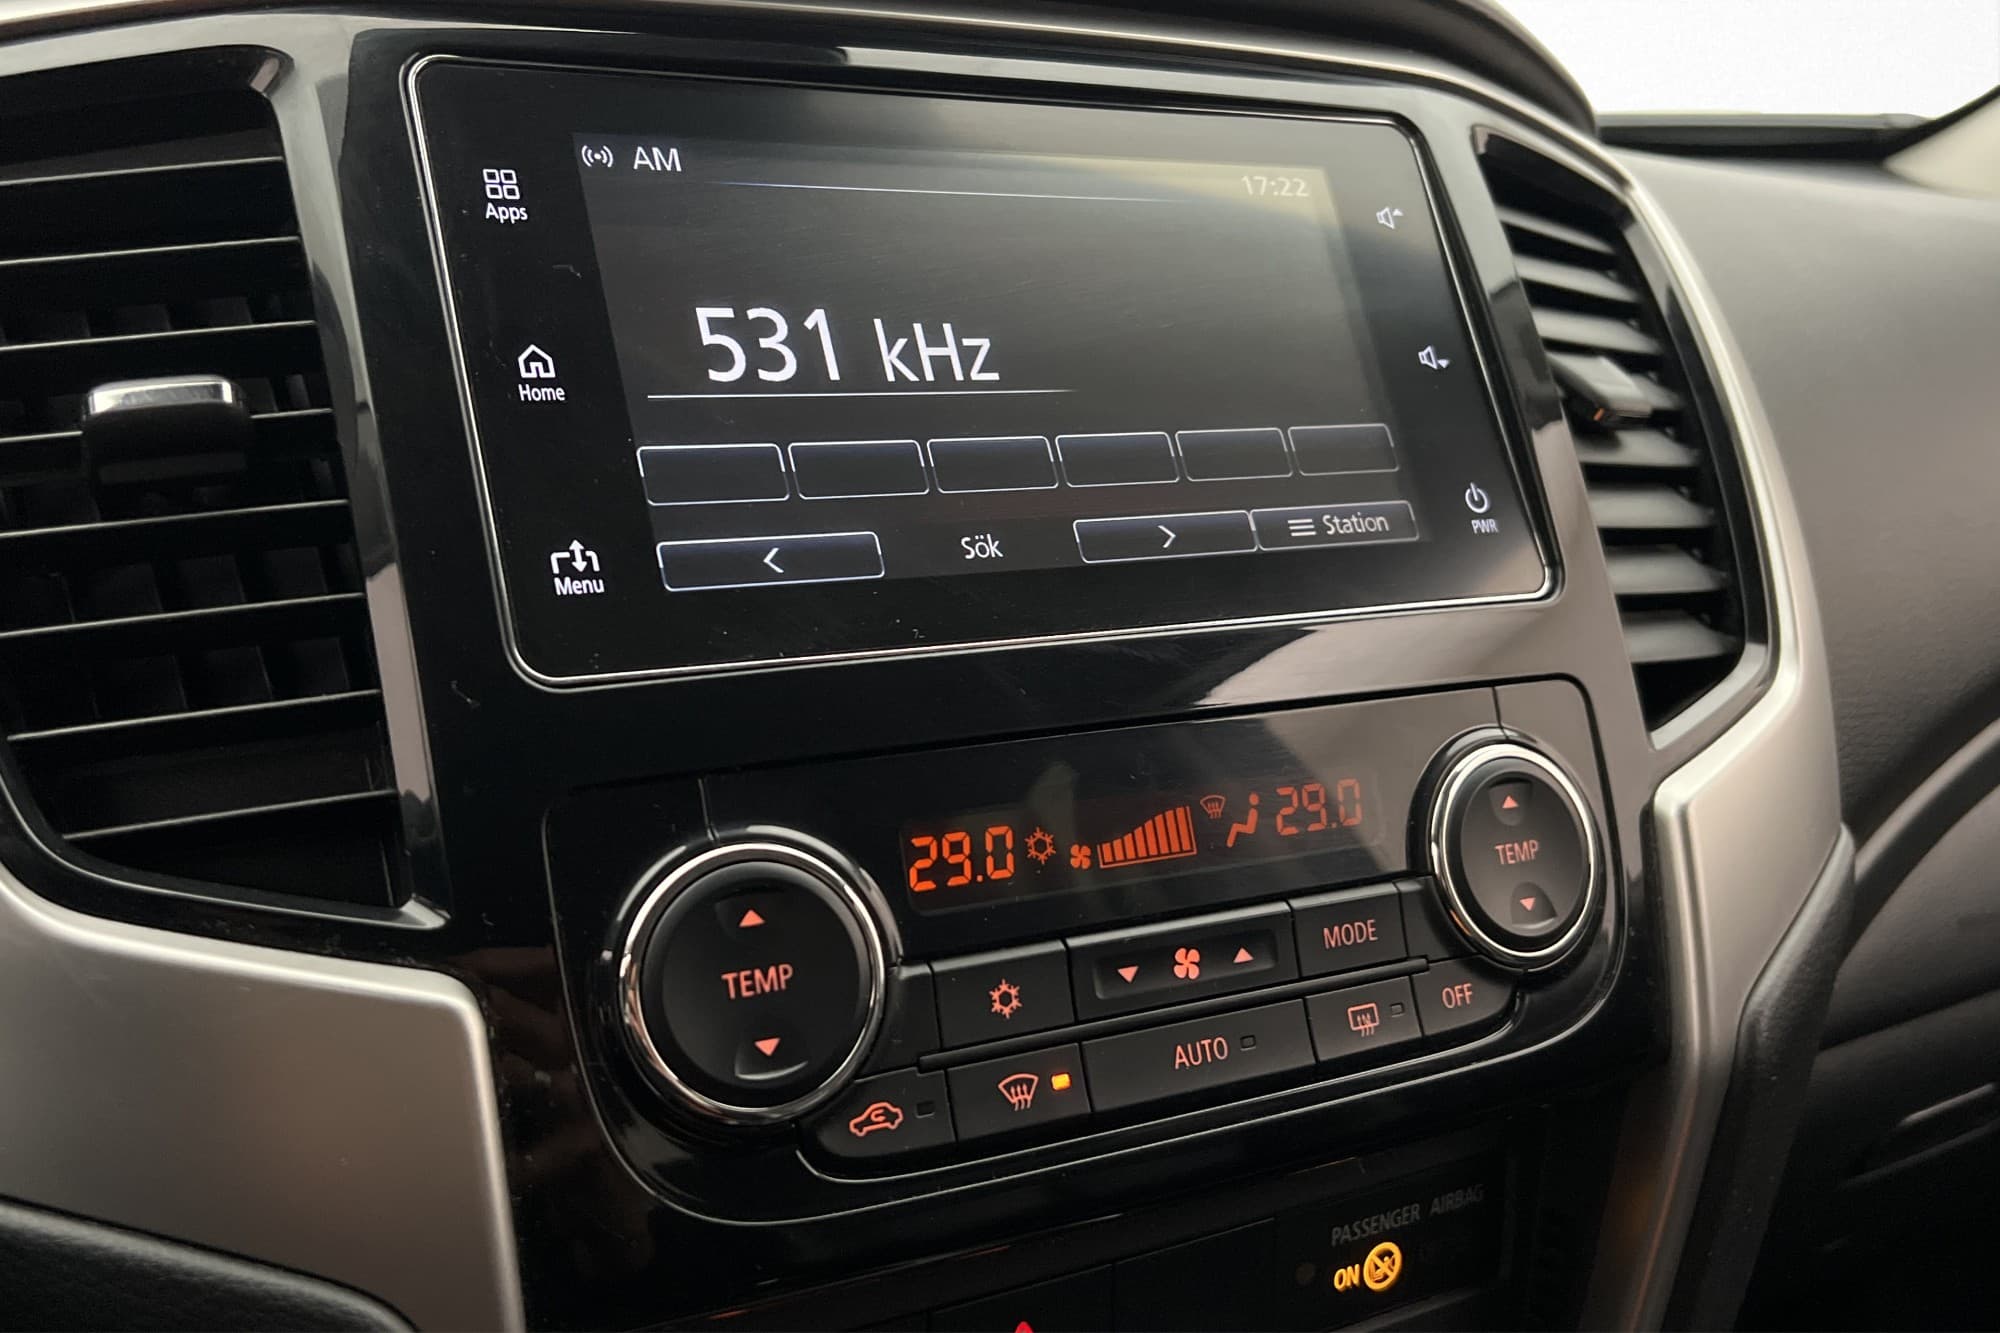 AM
17:22
Apps
531 kHz
Home
Sök
Station
PWR
Menu
29.0
29.0
TEMP
TEMP
MODE
OFF
AUTO
PASSENGER AIRBAG
ON